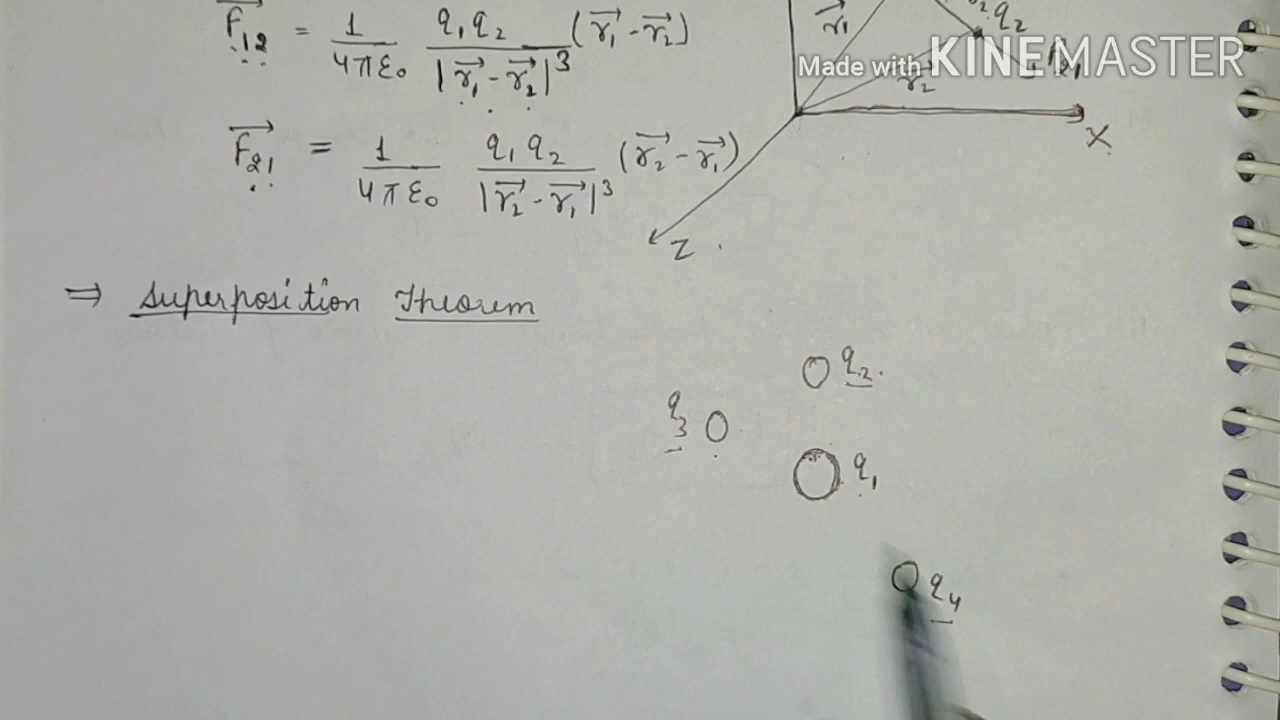 F₁₂ = 1/4πε₀ q₁q₂/|r₁ - r₂|³ (r₁ - r₂)
r₁
q₂
Made with KINEMASTER
r₂
F₂₁
X
F₂₁ = 1/4πε₀ q₁q₂/|r₂ - r₁|³ (r₂ - r₁)
Z
⇒ Superposition Theorem
q₂
q₃
q₁
q₄